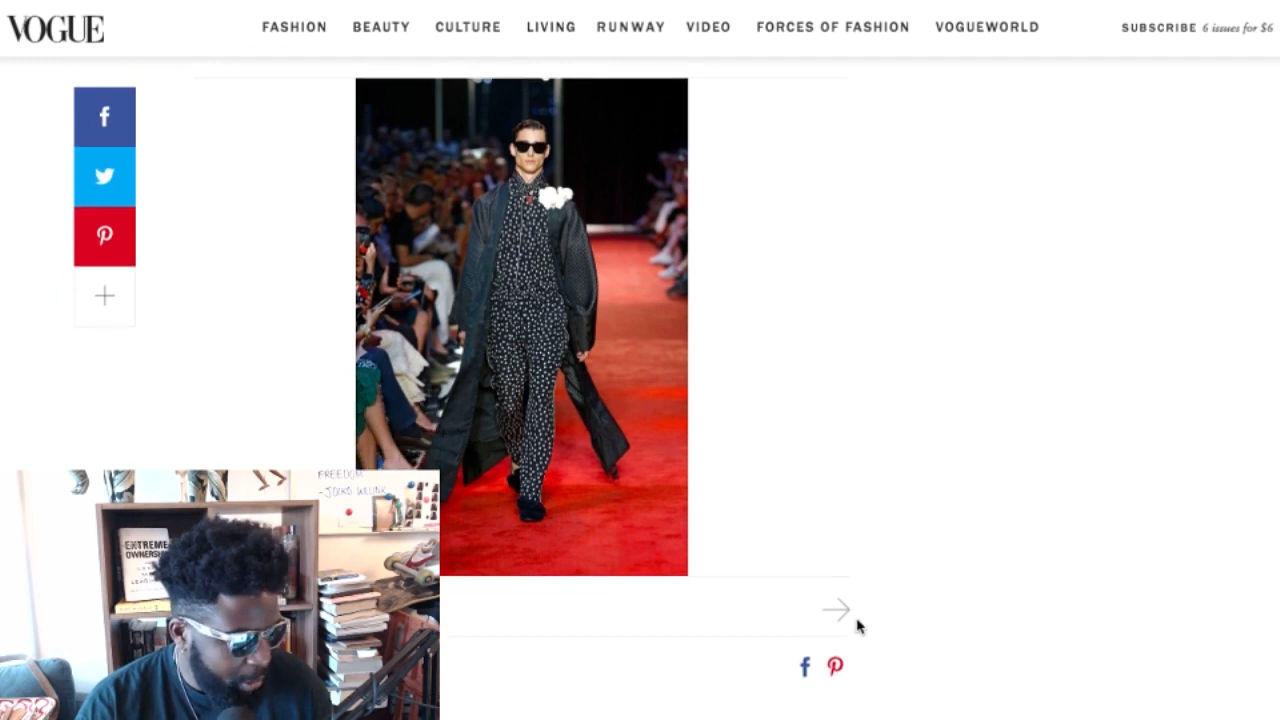 VOGUE
FASHION BEAUTY CULTURE LIVING RUNWAY VIDEO FORCES OF FASHION VOGUEWORLD
SUBSCRIBE 6 issues for $6
FREEDOM
-JOCKO WILLINK
EXTREME
OWNERSHIP